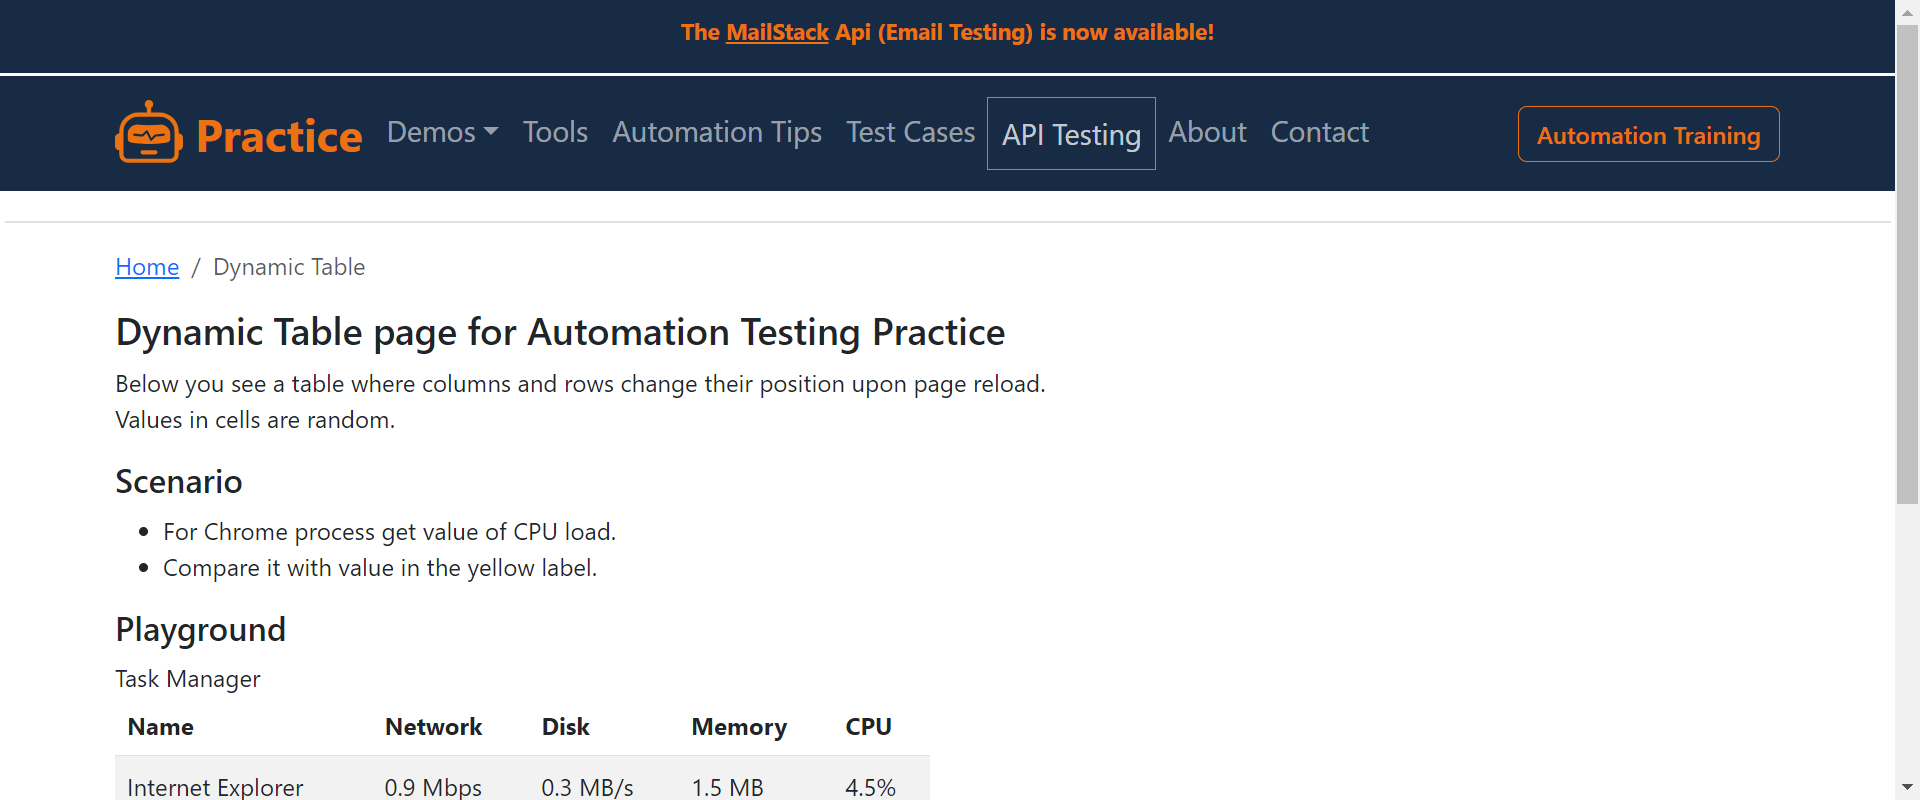 The MailStack Api (Email Testing) is now available!
Practice Demos Tools Automation Tips Test Cases API Testing About Contact Automation Training
Home / Dynamic Table
Dynamic Table page for Automation Testing Practice
Below you see a table where columns and rows change their position upon page reload.
Values in cells are random.
Scenario
For Chrome process get value of CPU load.
Compare it with value in the yellow label.
Playground
Task Manager
Name Network Disk Memory CPU
Internet Explorer 0.9 Mbps 0.3 MB/s 1.5 MB 4.5%